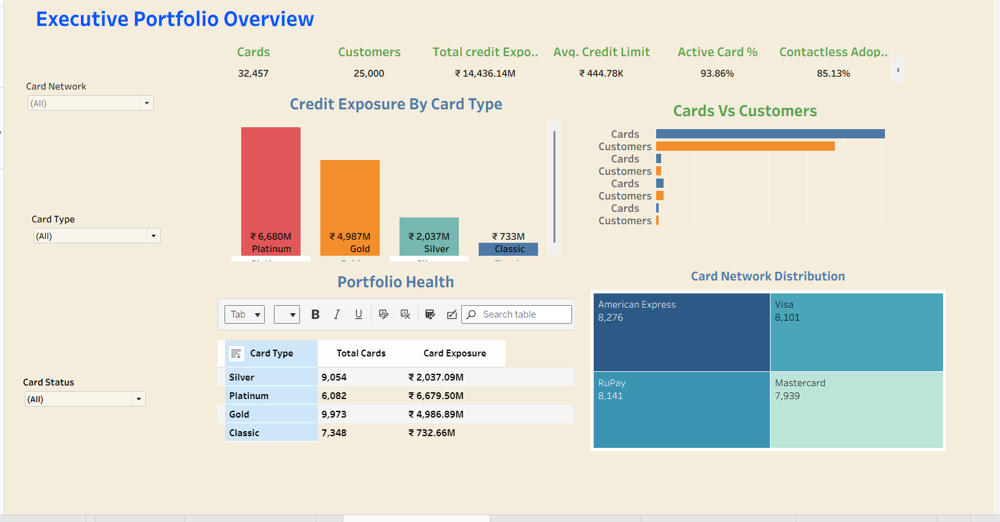 Executive Portfolio Overview
Cards
Customers
Total credit Expo..
Avg. Credit Limit
Active Card %
Contactless Adop..
32,457
25,000
₹ 14,436.14M
₹ 444.78K
93.86%
85.13%
Card Network
(All)
Card Type
(All)
Card Status
(All)
Credit Exposure By Card Type
₹ 6,680M
Platinum
₹ 4,987M
Gold
₹ 2,037M
Silver
₹ 733M
Classic
Cards Vs Customers
Cards
Customers
Cards
Customers
Cards
Customers
Cards
Customers
Portfolio Health
Tab
B I U
Search table
Card Type Total Cards Card Exposure
Silver 9,054 ₹ 2,037.09M
Platinum 6,082 ₹ 6,679.50M
Gold 9,973 ₹ 4,986.89M
Classic 7,348 ₹ 732.66M
Card Network Distribution
American Express
8,276
Visa
8,101
RuPay
8,141
Mastercard
7,939